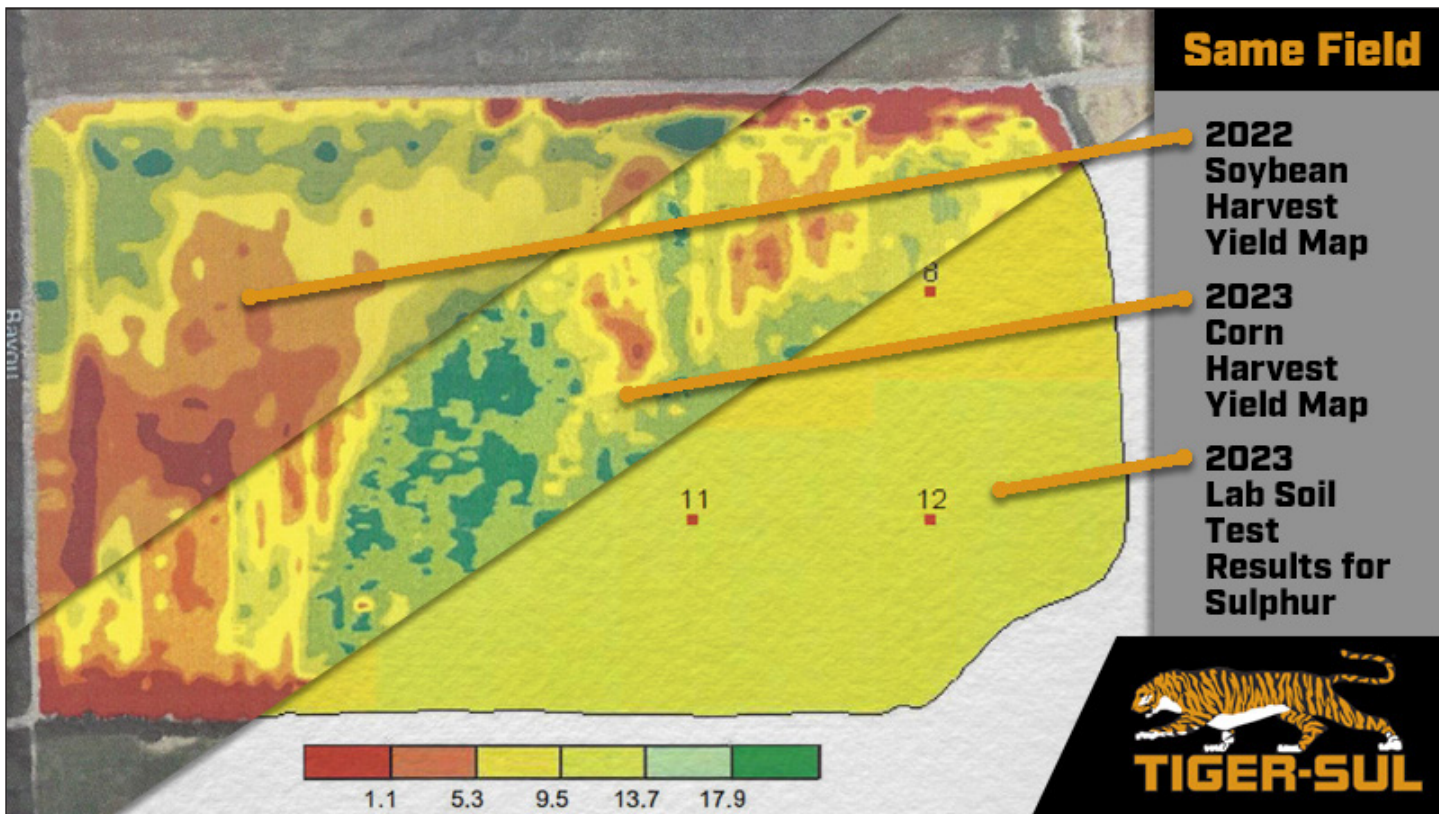 Same Field
2022
Soybean
Harvest
Yield Map
2023
Corn
Harvest
Yield Map
2023
Lab Soil
Test
Results for
Sulphur
8
11
12
1.1 5.3 9.5 13.7 17.9
TIGER-SUL